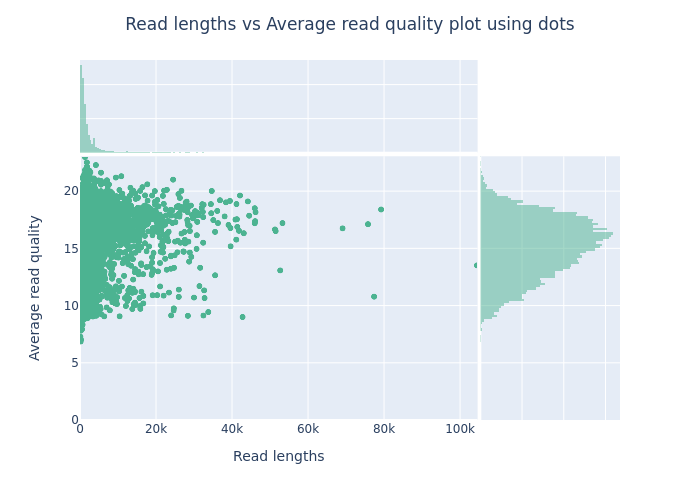 Read lengths vs Average read quality plot using dots
Average read quality
20
15
10
5
0
0 20k 40k 60k 80k 100k
Read lengths